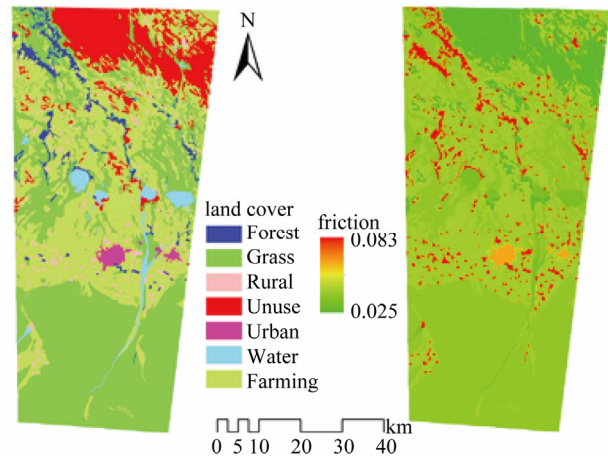 N
land cover
Forest
Grass
Rural
Unuse
Urban
Water
Farming
friction
0.083
0.025
km
0 5 10 20 30 40